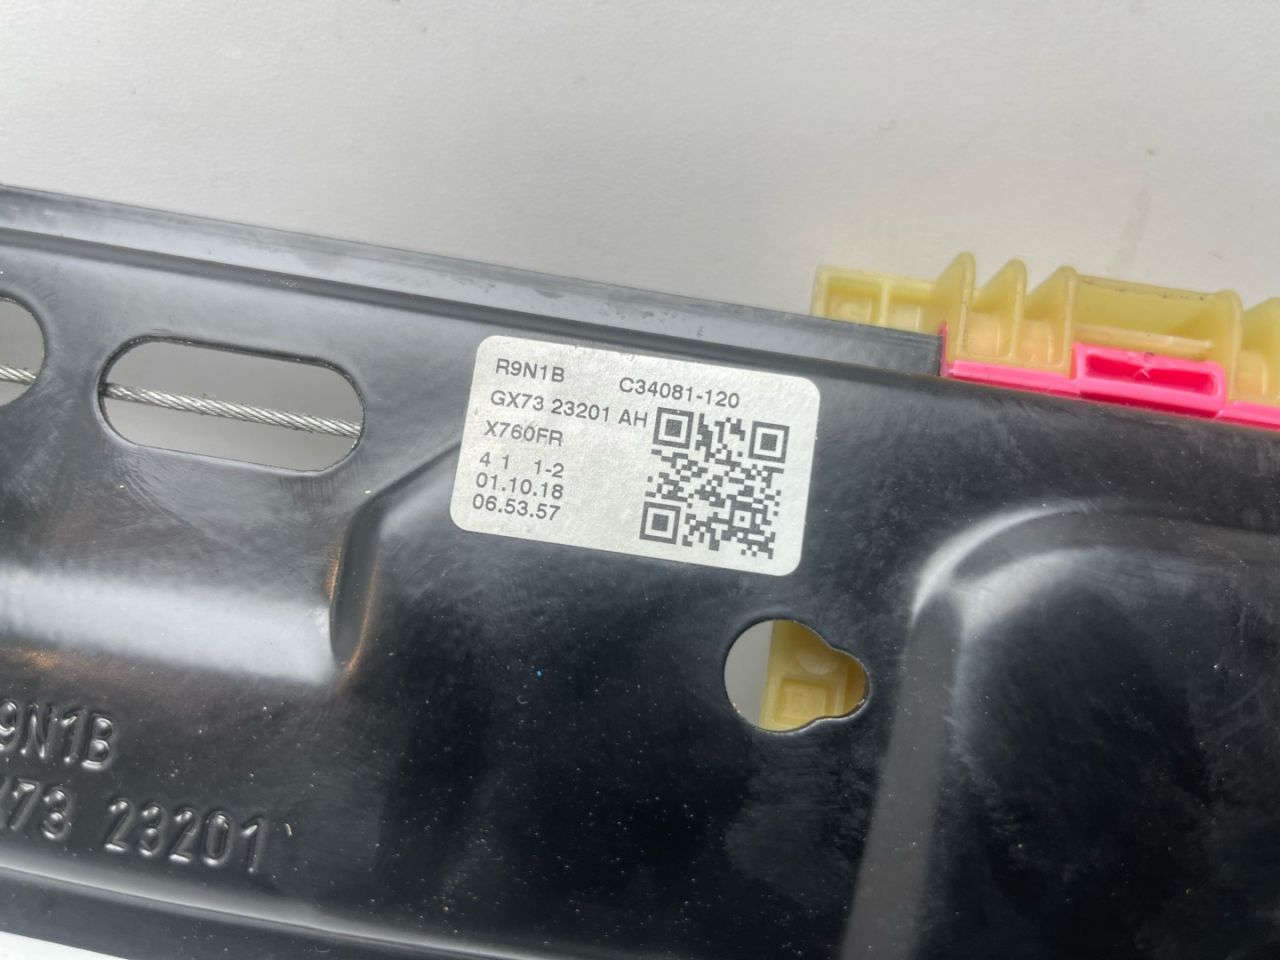 R9N1B C34081-120
GX73 23201 AH
X760FR
4 1 1-2
01.10.18
06.53.57
9N1B
73 23201